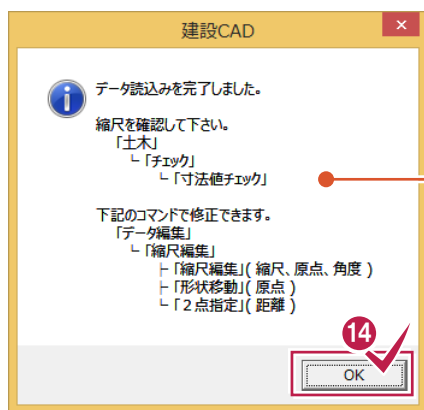 建設CAD
データ読込みを完了しました。
縮尺を確認して下さい。
「土木」
└「チェック」
└「寸法値チェック」
下記のコマンドで修正できます。
「データ編集」
└「縮尺編集」
├「縮尺編集」( 縮尺、原点、角度 )
├「形状移動」( 原点 )
└「２点指定」( 距離 )
14
OK